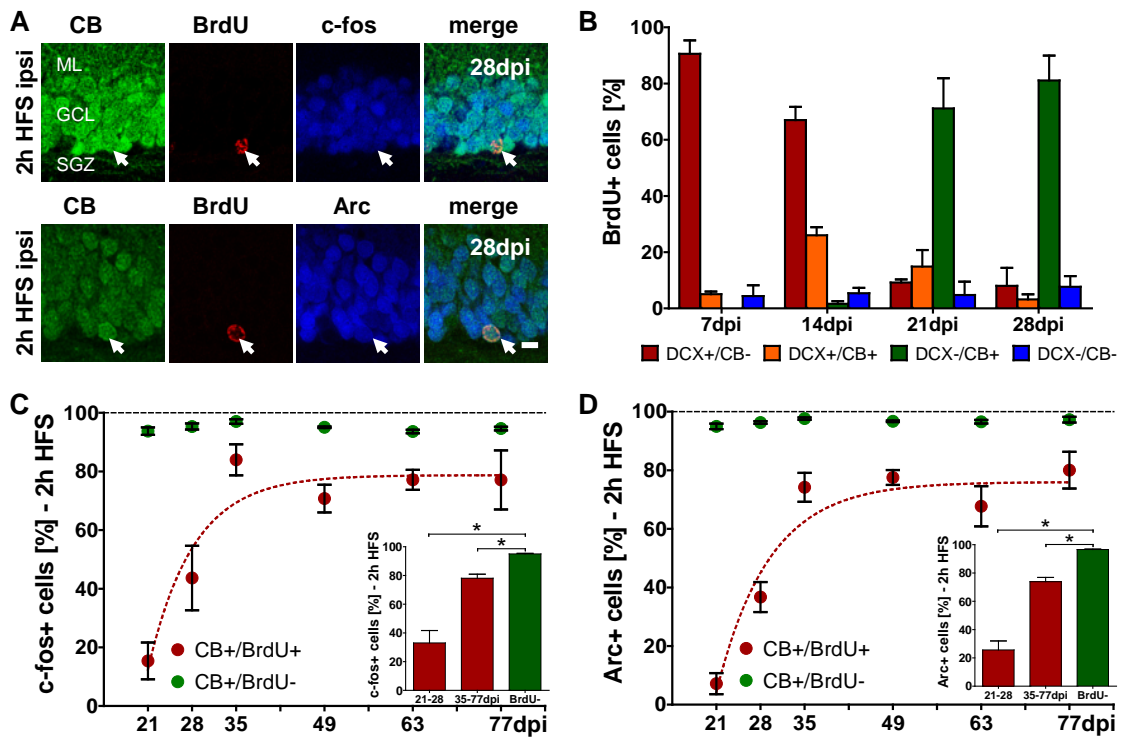 A
CB BrdU c-fos merge
2h HFS ipsi
ML
GCL
SGZ
28dpi
CB BrdU Arc merge
2h HFS ipsi
28dpi
B
BrdU+ cells [%]
80
60
40
20
0
7dpi 14dpi 21dpi 28dpi
DCX+/CB- DCX+/CB+ DCX-/CB+ DCX-/CB-
C
c-fos+ cells [%] - 2h HFS
100
80
60
40
20
0
21 28 35 49 63 77dpi
CB+/BrdU+
CB+/BrdU-
c-fos+ cells [%] - 2h HFS
100
80
60
40
20
0
*
*
21-28 35-77dpi BrdU-
D
Arc+ cells [%] - 2h HFS
100
80
60
40
20
0
21 28 35 49 63 77dpi
CB+/BrdU+
CB+/BrdU-
Arc+ cells [%] - 2h HFS
100
80
60
40
20
0
*
*
21-28 35-77dpi BrdU-